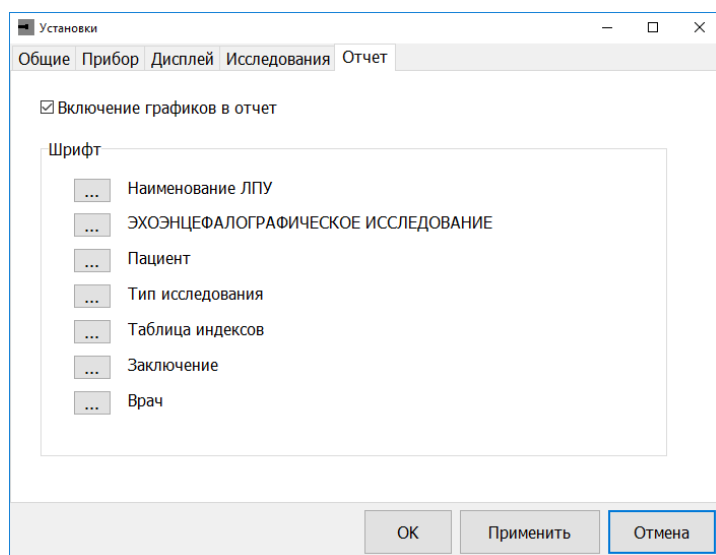 Установки
Общие Прибор Дисплей Исследования Отчет
Включение графиков в отчет
Шрифт
... Наименование ЛПУ
... ЭХОЭНЦЕФАЛОГРАФИЧЕСКОЕ ИССЛЕДОВАНИЕ
... Пациент
... Тип исследования
... Таблица индексов
... Заключение
... Врач
OK Применить Отмена